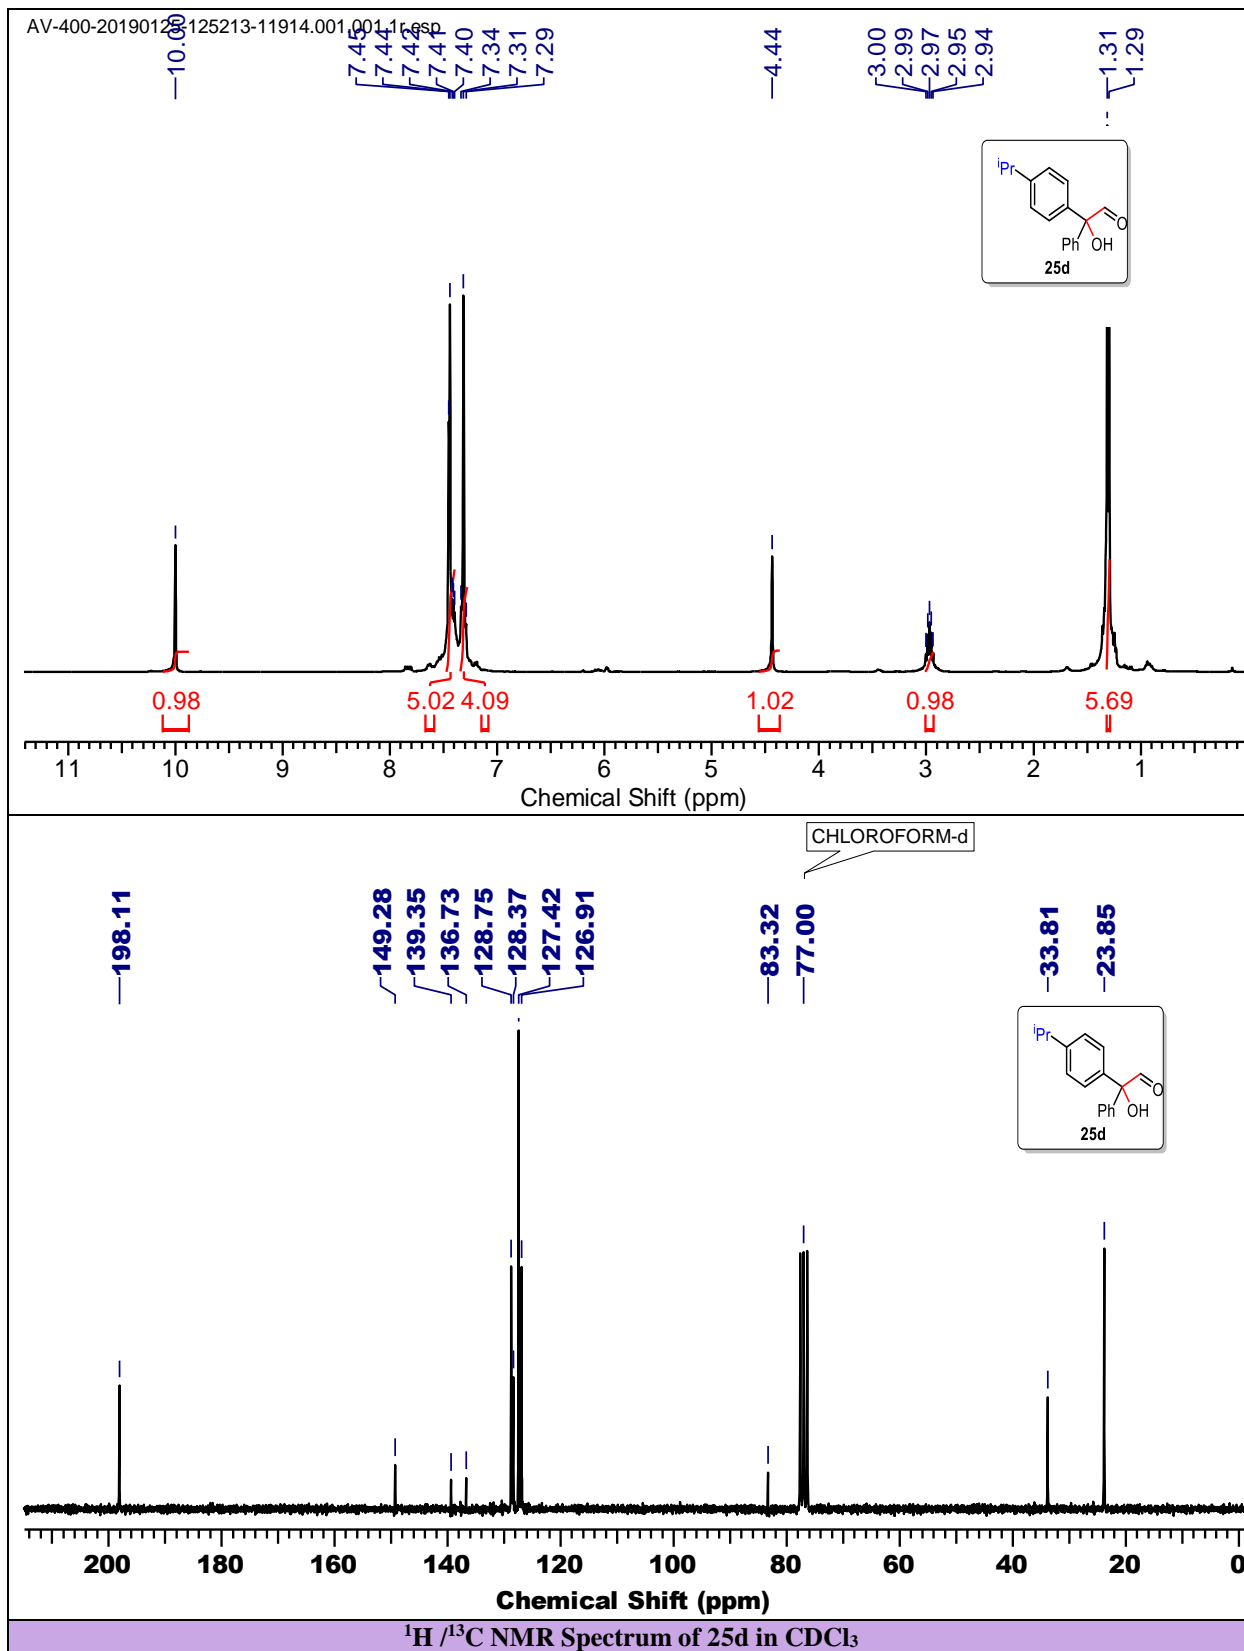 AV-400-20190129-125213-11914.001.001.1r.esp
10.00
7.45
7.44
7.42
7.41
7.40
7.34
7.31
7.29
4.44
3.00
2.99
2.97
2.95
2.94
1.31
1.29
iPr
O
Ph OH
25d
0.98 5.02 4.09 1.02 0.98 5.69
11 10 9 8 7 6 5 4 3 2 1
Chemical Shift (ppm)
CHLOROFORM-d
198.11
149.28
139.35
136.73
128.75
128.37
127.42
126.91
83.32
77.00
33.81
23.85
iPr
O
Ph OH
25d
200 180 160 140 120 100 80 60 40 20 0
Chemical Shift (ppm)
¹H /¹³C NMR Spectrum of 25d in CDCl₃